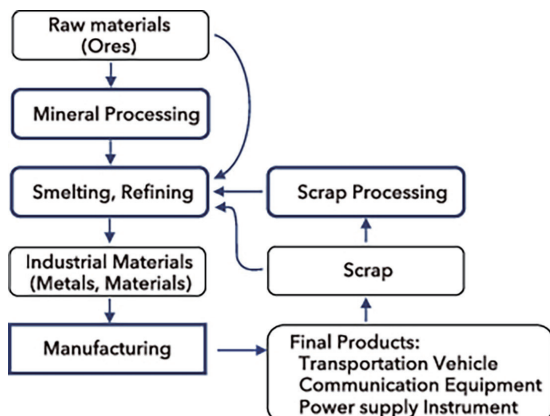 Raw materials
(Ores)
Mineral Processing
Smelting, Refining
Scrap Processing
Industrial Materials
(Metals, Materials)
Scrap
Manufacturing
Final Products:
Transportation Vehicle
Communication Equipment
Power supply Instrument